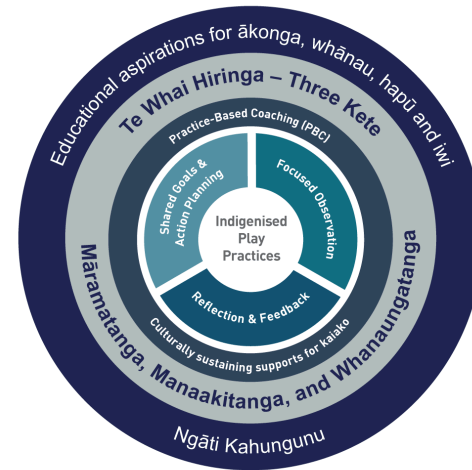 Educational aspirations for ākonga, whānau, hapū and iwi
Te Whai Hiringa – Three Kete
Practice-Based Coaching (PBC)
Shared Goals &
Action Planning
Focused Observation
Indigenised
Play
Practices
Reflection & Feedback
Culturally sustaining supports for kaiako
Māramatanga, Manaakitanga, and Whanaungatanga
Ngāti Kahungunu